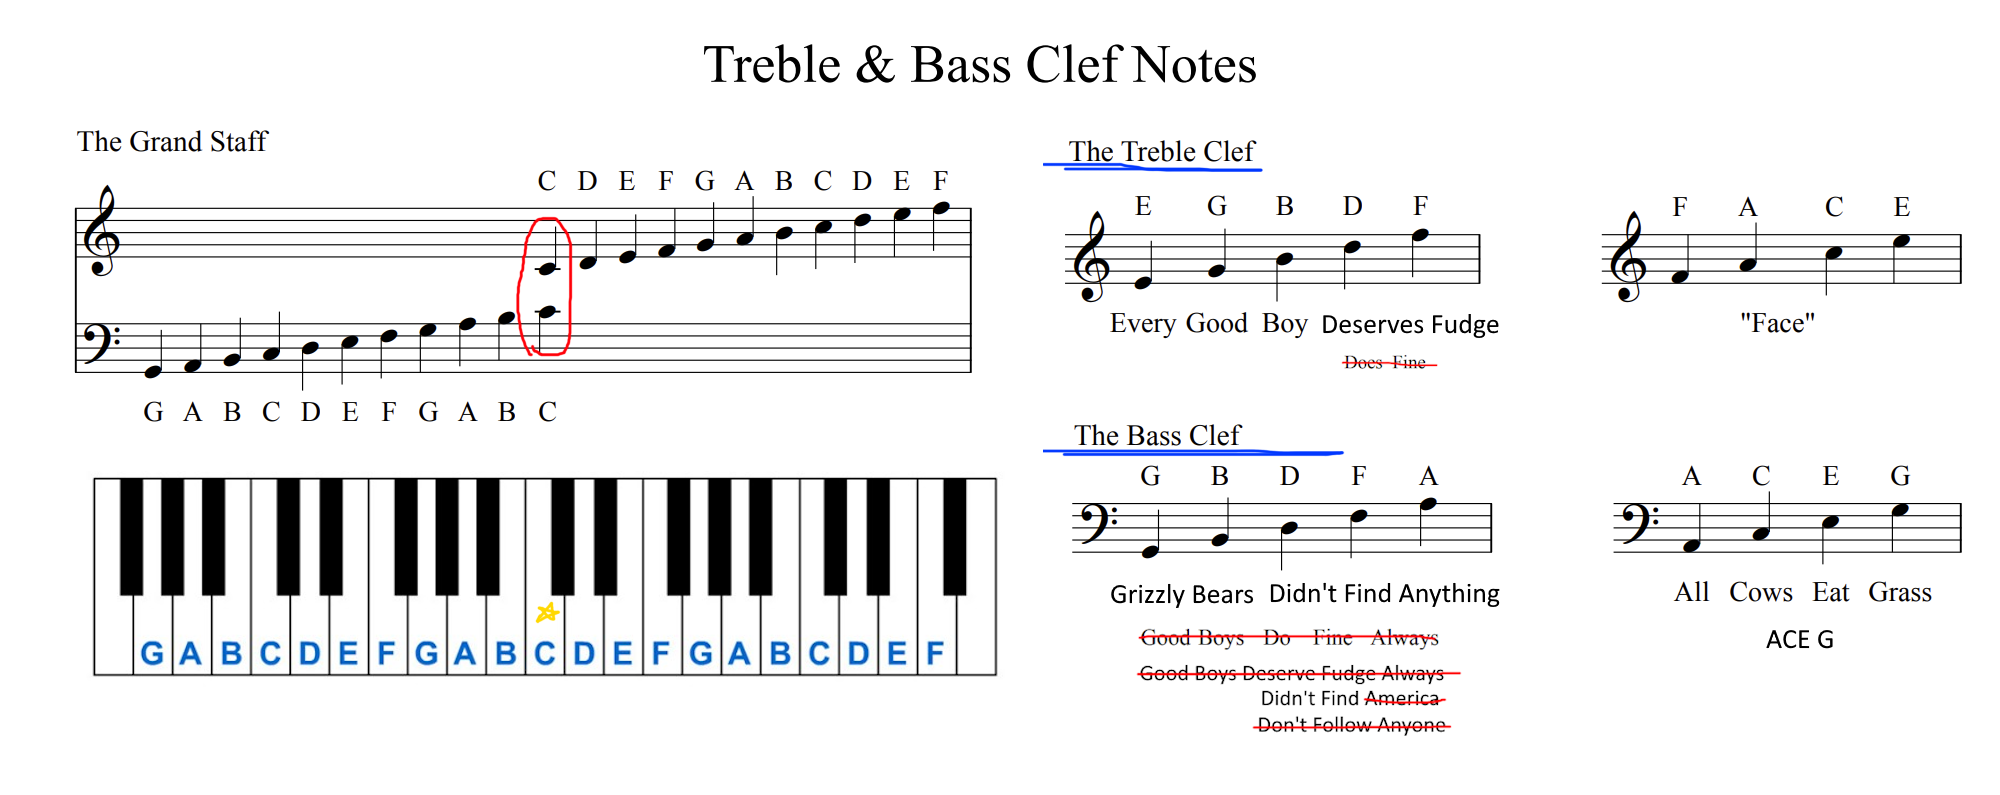 Treble & Bass Clef Notes
The Grand Staff
C D E F G A B C D E F
G A B C D E F G A B C
G A B C D E F G A B C D E F G A B C D E F
The Treble Clef
E G B D F
Every Good Boy Deserves Fudge
Does Fine
F A C E
"Face"
The Bass Clef
G B D F A
Grizzly Bears Didn't Find Anything
Good Boys Do Fine Always
Good Boys Deserve Fudge Always
Didn't Find America
Don't Follow Anyone
A C E G
All Cows Eat Grass
ACE G